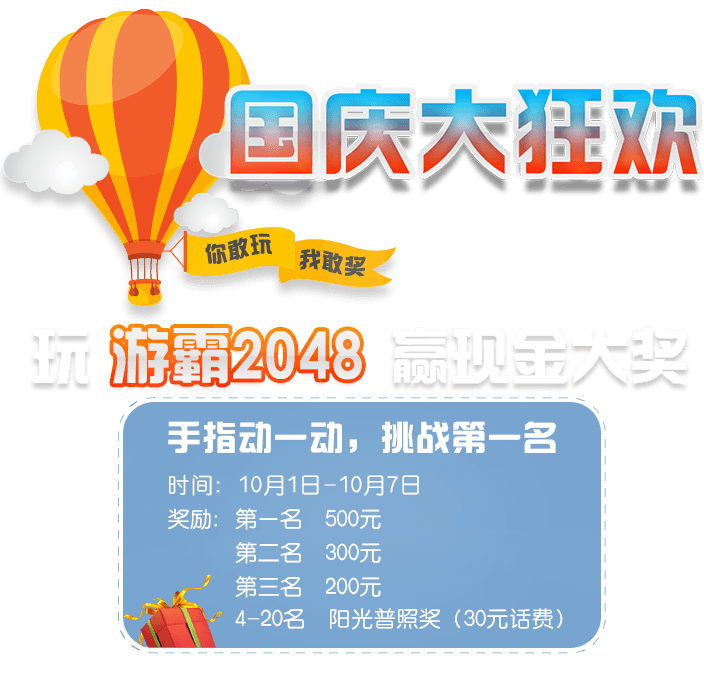 国庆大狂欢
你敢玩 我敢奖
玩 游霸2048 赢现金大奖
手指动一动，挑战第一名
时间：10月1日-10月7日
奖励：第一名 500元
第二名 300元
第三名 200元
4-20名 阳光普照奖（30元话费）